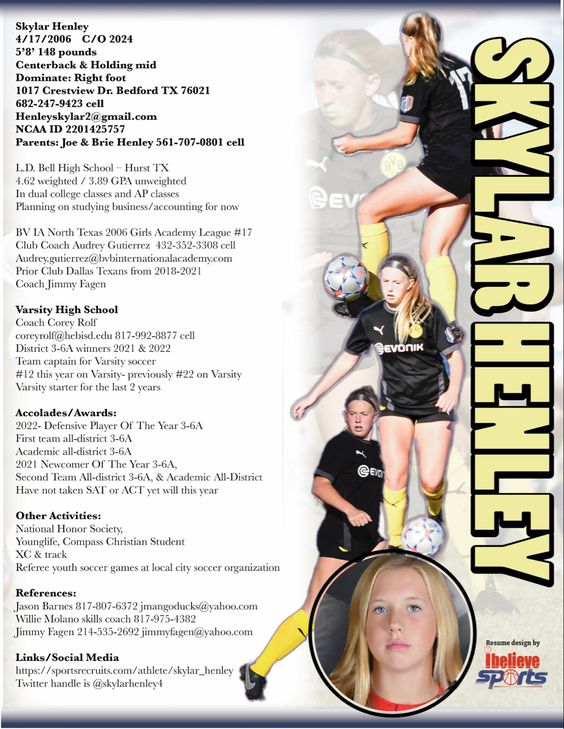 Skylar Henley
4/17/2006 C/O 2024
5'8' 148 pounds
Centerback & Holding mid
Dominate: Right foot
1017 Crestview Dr. Bedford TX 76021
682-247-9423 cell
Henleyskylar2@gmail.com
NCAA ID 2201425757
Parents: Joe & Brie Henley 561-707-0801 cell
L.D. Bell High School – Hurst TX
4.62 weighted / 3.89 GPA unweighted
In dual college classes and AP classes
Planning on studying business/accounting for now
BV IA North Texas 2006 Girls Academy League #17
Club Coach Audrey Gutierrez 432-352-3308 cell
Audrey.gutierrez@bvbinternationalacademy.com
Prior Club Dallas Texans from 2018-2021
Coach Jimmy Fagen
Varsity High School
Coach Corey Rolf
coreyrolf@hebisd.edu 817-992-8877 cell
District 3-6A winners 2021 & 2022
Team captain for Varsity soccer
#12 this year on Varsity- previously #22 on Varsity
Varsity starter for the last 2 years
Accolades/Awards:
2022- Defensive Player Of The Year 3-6A
First team all-district 3-6A
Academic all-district 3-6A
2021 Newcomer Of The Year 3-6A,
Second Team All-district 3-6A, & Academic All-District
Have not taken SAT or ACT yet will this year
Other Activities:
National Honor Society,
Younglife, Compass Christian Student
XC & track
Referee youth soccer games at local city soccer organization
References:
Jason Barnes 817-807-6372 jmangoducks@yahoo.com
Willie Molano skills coach 817-975-4382
Jimmy Fagen 214-535-2692 jimmyfagen@yahoo.com
Links/Social Media
https://sportsrecruits.com/athlete/skylar_henley
Twitter handle is @skylarhenley4
SKYLAR HENLEY
17
EVONIK
BVB
Resume design by
ibelieve
sports